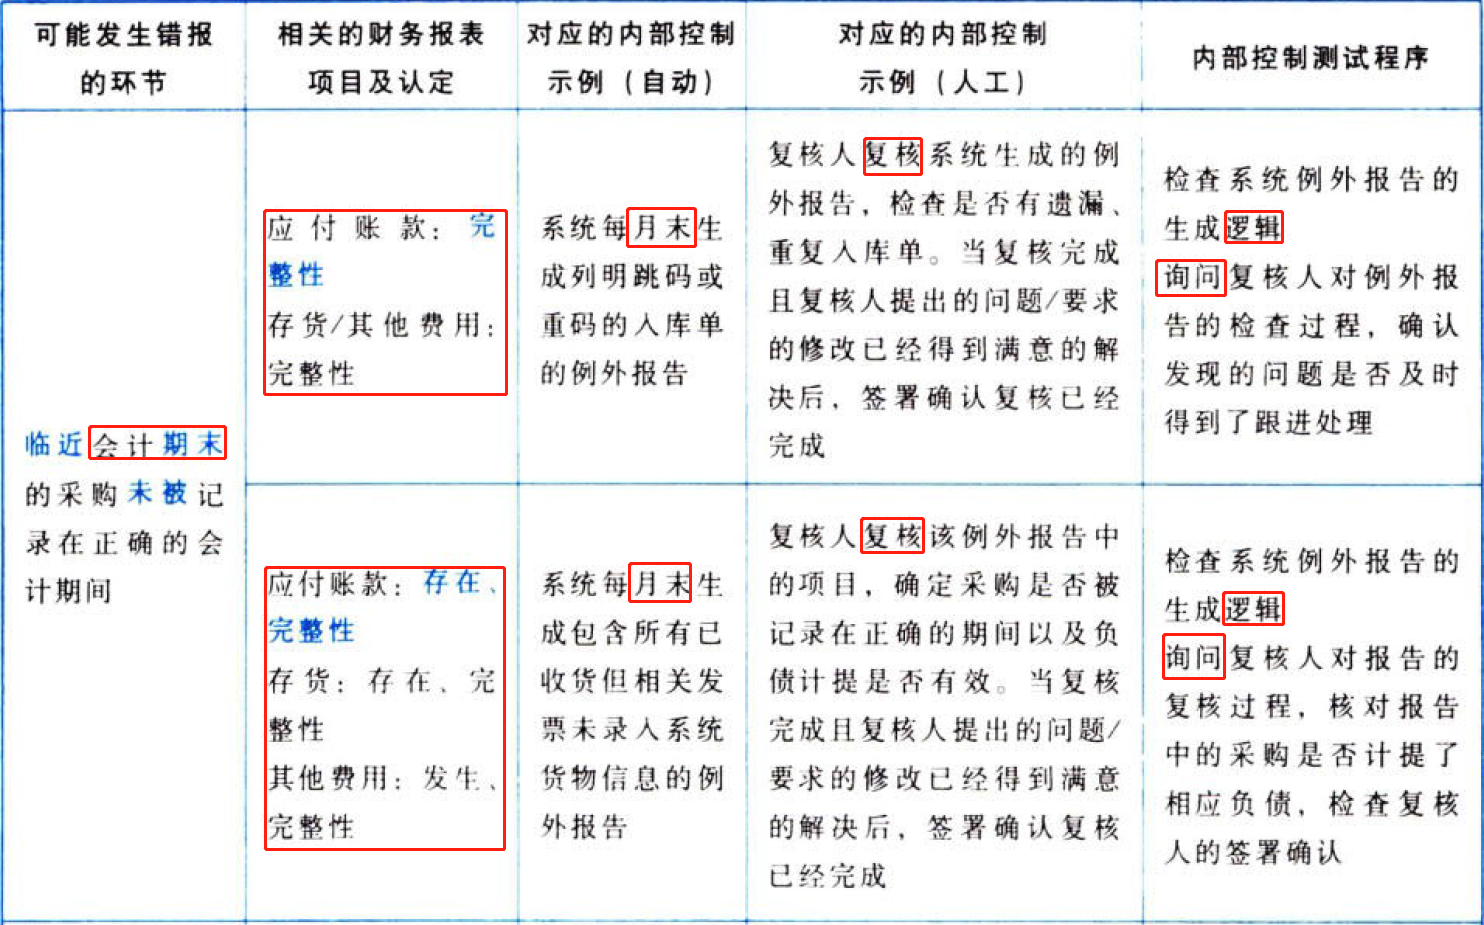 可能发生错报
的环节
相关的财务报表
项目及认定
对应的内部控制
示例（自动）
对应的内部控制
示例（人工）
内部控制测试程序
临近会计期末
的采购未被记
录在正确的会
计期间
应付账款：完
整性
存货/其他费用：
完整性
系统每月末生
成列明跳码或
重码的入库单
的例外报告
复核人复核系统生成的例
外报告，检查是否有遗漏、
重复入库单。当复核完成
且复核人提出的问题/要求
的修改已经得到满意的解
决后，签署确认复核已经
完成
检查系统例外报告的
生成逻辑
询问复核人对例外报
告的检查过程，确认
发现的问题是否及时
得到了跟进处理
应付账款：存在、
完整性
存货：存在、完
整性
其他费用：发生、
完整性
系统每月末生
成包含所有已
收货但相关发
票未录入系统
货物信息的例
外报告
复核人复核该例外报告中
的项目，确定采购是否被
记录在正确的期间以及负
债计提是否有效。当复核
完成且复核人提出的问题/
要求的修改已经得到满意
的解决后，签署确认复核
已经完成
检查系统例外报告的
生成逻辑
询问复核人对报告的
复核过程，核对报告
中的采购是否计提了
相应负债，检查复核
人的签署确认